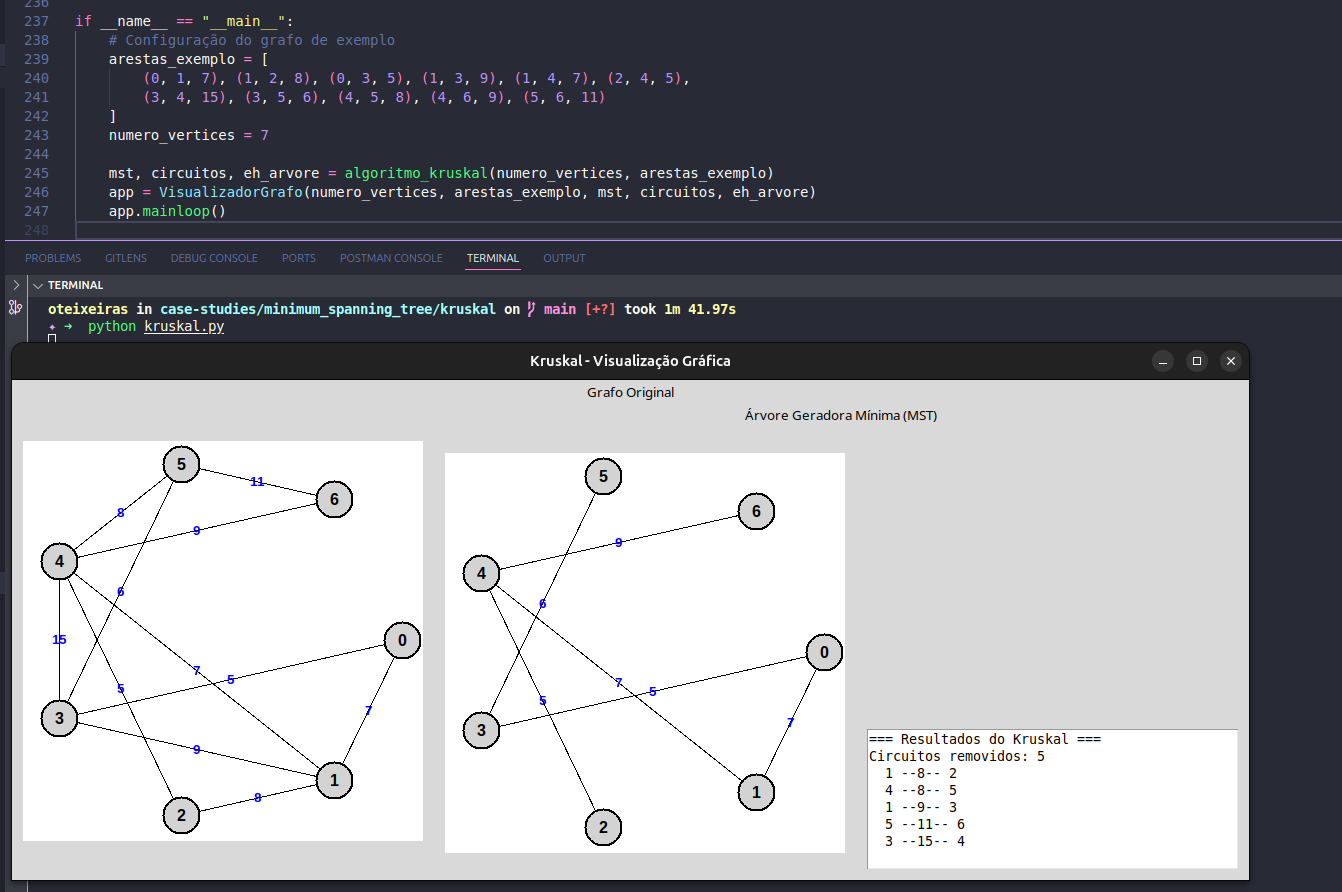 236
237 if __name__ == "__main__":
238     # Configuração do grafo de exemplo
239     arestas_exemplo = [
240         (0, 1, 7), (1, 2, 8), (0, 3, 5), (1, 3, 9), (1, 4, 7), (2, 4, 5),
241         (3, 4, 15), (3, 5, 6), (4, 5, 8), (4, 6, 9), (5, 6, 11)
242     ]
243     numero_vertices = 7
244
245     mst, circuitos, eh_arvore = algoritmo_kruskal(numero_vertices, arestas_exemplo)
246     app = VisualizadorGrafo(numero_vertices, arestas_exemplo, mst, circuitos, eh_arvore)
247     app.mainloop()
248
PROBLEMS GITLENS DEBUG CONSOLE PORTS POSTMAN CONSOLE TERMINAL OUTPUT
TERMINAL
oteixeiras in case-studies/minimum_spanning_tree/kruskal on main [+?] took 1m 41.97s
➜ python kruskal.py
Kruskal - Visualização Gráfica
Grafo Original
Árvore Geradora Mínima (MST)
5
11
6
8
9
4
6
15
0
7
5
5
3
7
9
1
8
2
5
6
9
4
6
0
7
5
5
3
7
1
2
=== Resultados do Kruskal ===
Circuitos removidos: 5
  1 --8-- 2
  4 --8-- 5
  1 --9-- 3
  5 --11-- 6
  3 --15-- 4